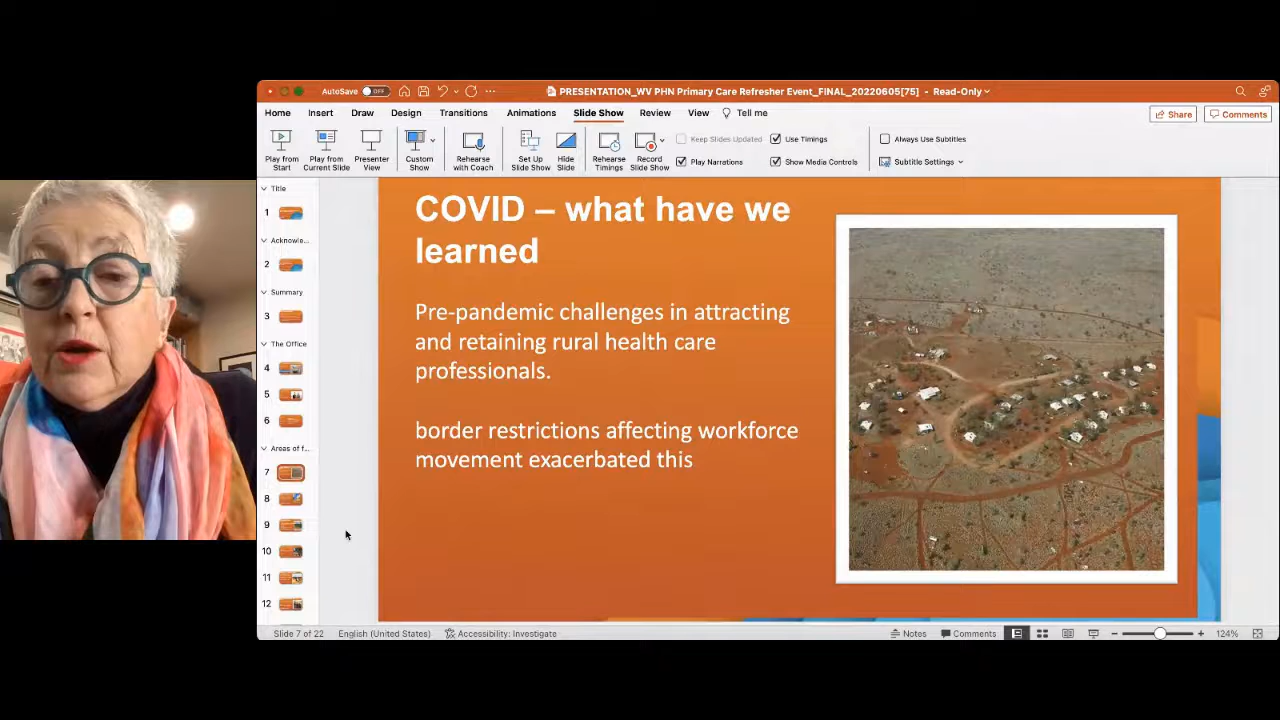 AutoSave OFF
PRESENTATION_WV PHN Primary Care Refresher Event_FINAL_20220605[75] - Read-Only
Home Insert Draw Design Transitions Animations Slide Show Review View Tell me
Share Comments
Play from Start
Play from Current Slide
Presenter View
Custom Show
Rehearse with Coach
Set Up Slide Show
Hide Slide
Rehearse Timings
Record Slide Show
Keep Slides Updated
Play Narrations
Use Timings
Show Media Controls
Always Use Subtitles
Subtitle Settings
Title
1
Acknowle...
2
Summary
3
The Office
4
5
6
Areas of f...
7
8
9
10
11
12
COVID – what have we
learned
Pre-pandemic challenges in attracting
and retaining rural health care
professionals.
border restrictions affecting workforce
movement exacerbated this
Slide 7 of 22 English (United States) Accessibility: Investigate Notes Comments 124%